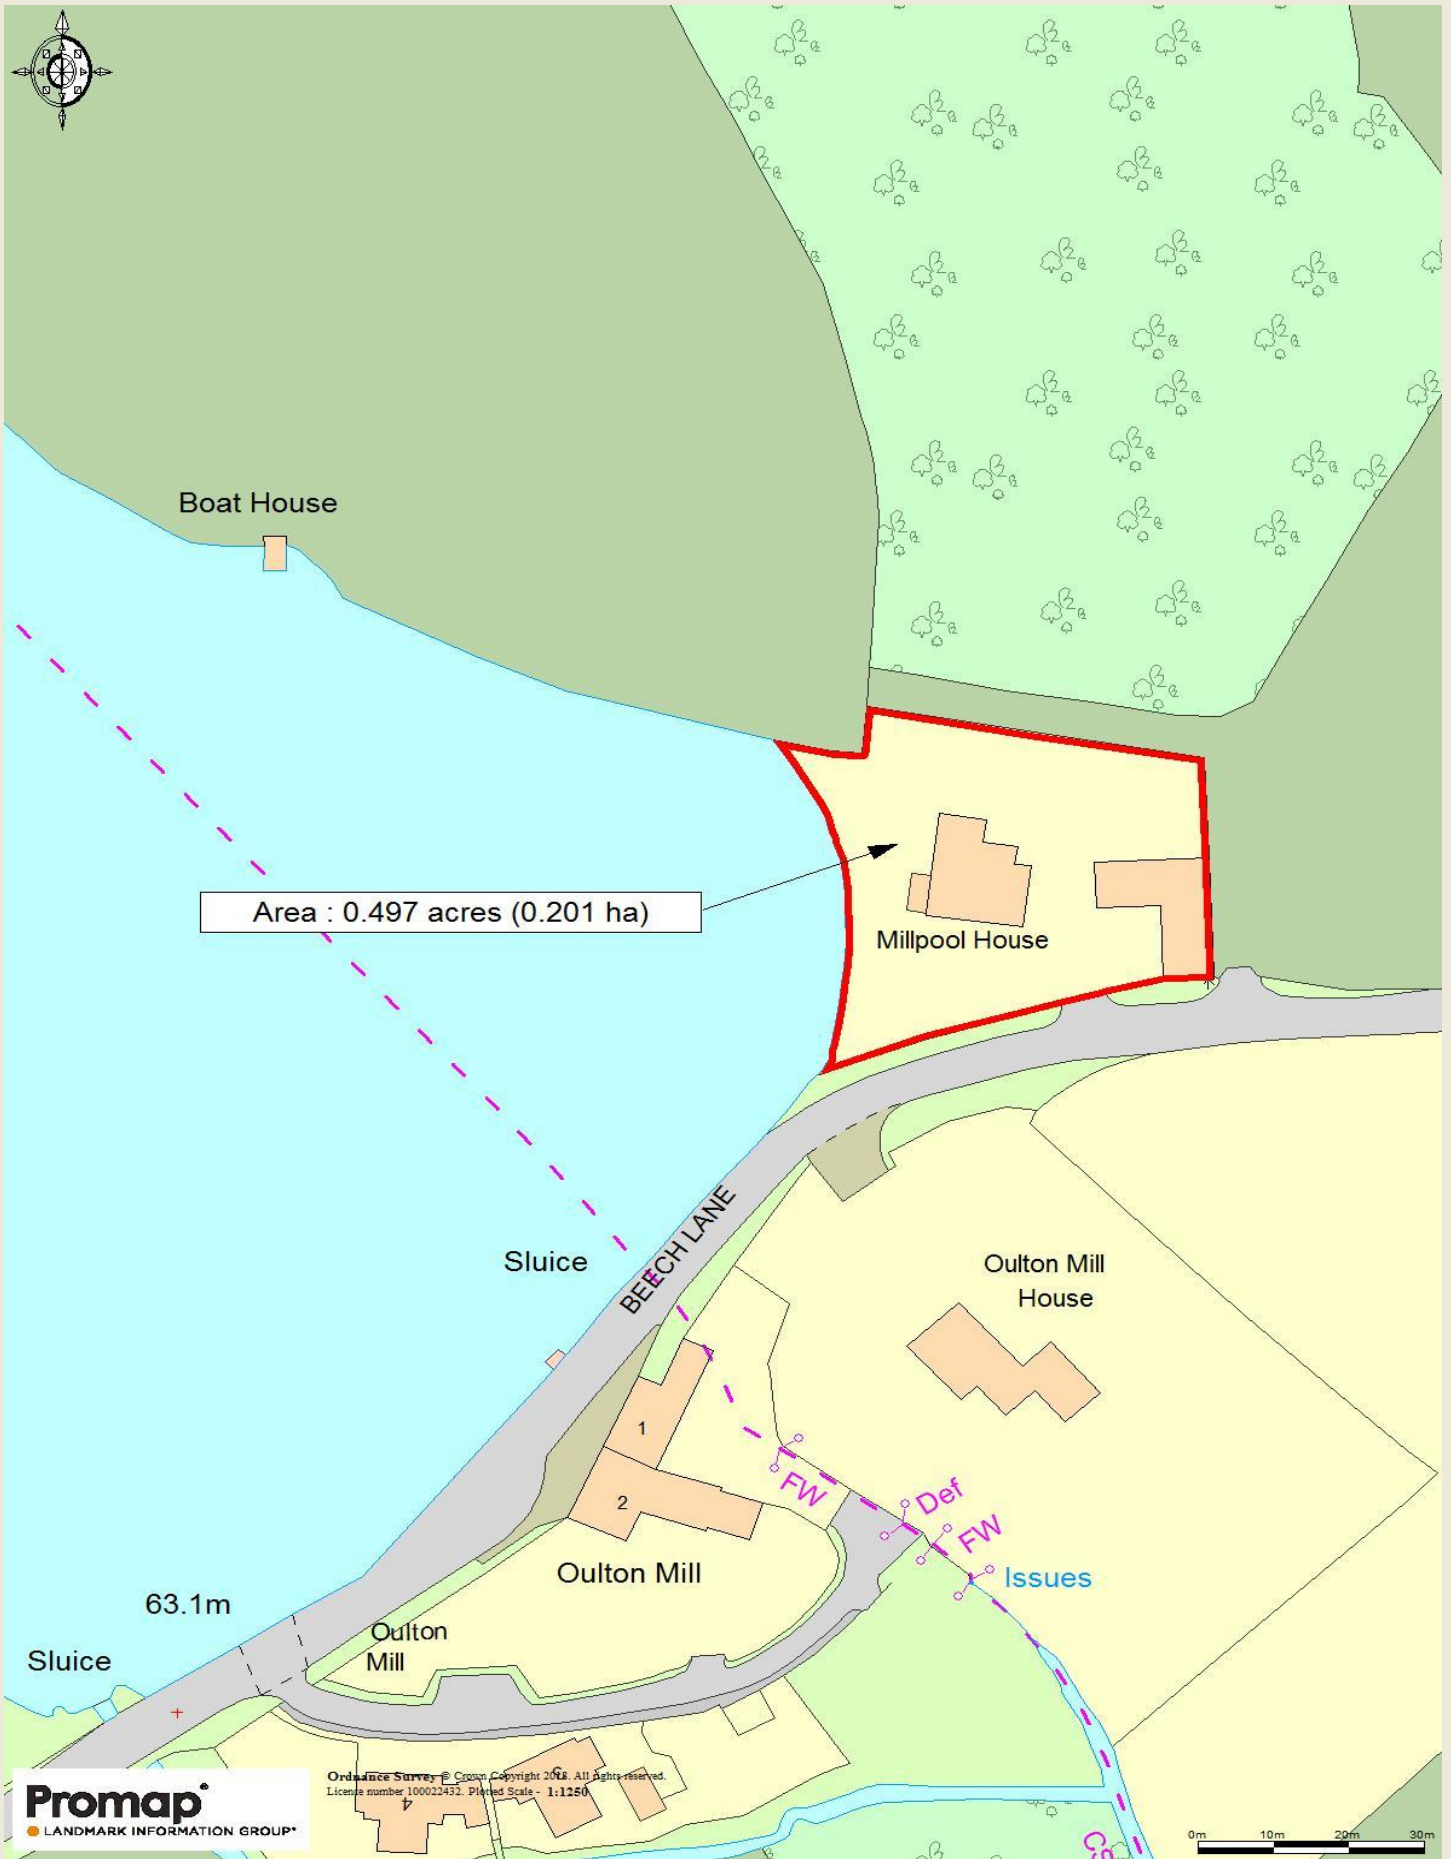 Boat House
Area : 0.497 acres (0.201 ha)
Millpool House
BEECH LANE
Sluice
Oulton Mill
House
1
2
FW
Def
FW
Issues
Oulton Mill
63.1m
Oulton
Mill
Sluice
4
CS
Promap
LANDMARK INFORMATION GROUP
Ordnance Survey © Crown Copyright 2018. All rights reserved.
Licence number 100022432. Plotted Scale - 1:1250
0m 10m 20m 30m